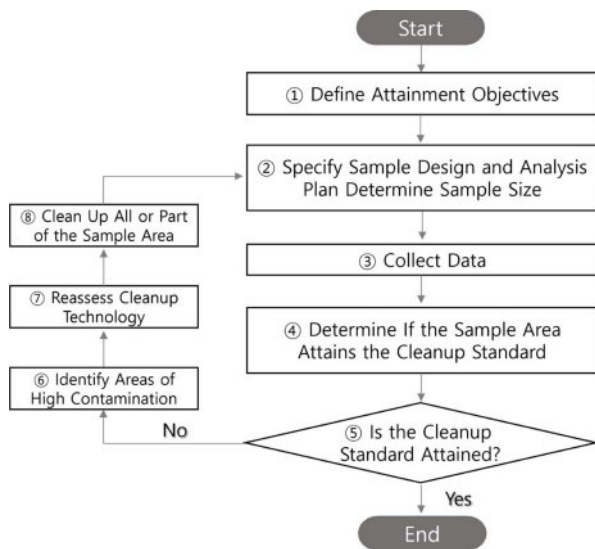 Start
① Define Attainment Objectives
② Specify Sample Design and Analysis
Plan Determine Sample Size
③ Collect Data
④ Determine If the Sample Area
Attains the Cleanup Standard
⑤ Is the Cleanup
Standard Attained?
No
Yes
End
⑥ Identify Areas of
High Contamination
⑦ Reassess Cleanup
Technology
⑧ Clean Up All or Part
of the Sample Area